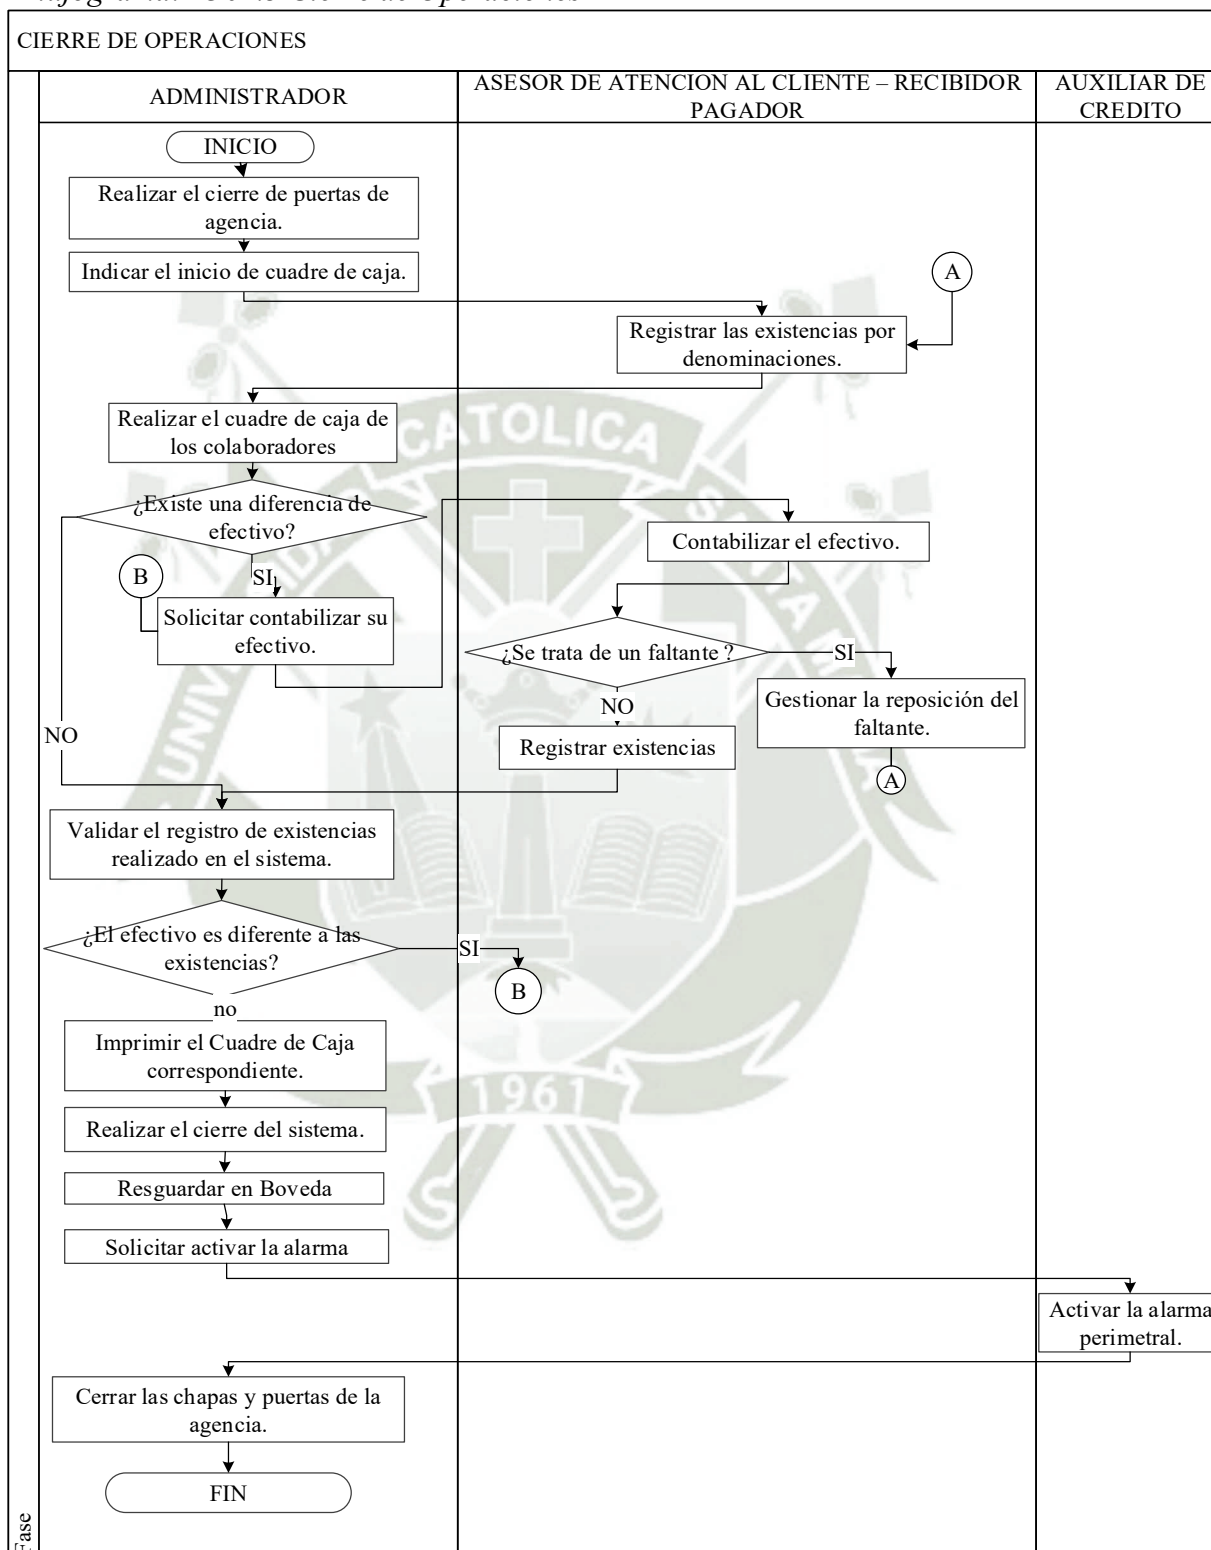 CIERRE DE OPERACIONES
ADMINISTRADOR
ASESOR DE ATENCION AL CLIENTE – RECIBIDOR
PAGADOR
AUXILIAR DE
CREDITO
INICIO
Realizar el cierre de puertas de
agencia.
Indicar el inicio de cuadre de caja.
A
Registrar las existencias por
denominaciones.
Realizar el cuadre de caja de
los colaboradores
¿Existe una diferencia de
efectivo?
Contabilizar el efectivo.
B
SI
Solicitar contabilizar su
efectivo.
¿Se trata de un faltante ?
SI
NO
Gestionar la reposición del
faltante.
NO
Registrar existencias
A
Validar el registro de existencias
realizado en el sistema.
¿El efectivo es diferente a las
existencias?
SI
B
no
Imprimir el Cuadre de Caja
correspondiente.
Realizar el cierre del sistema.
Resguardar en Boveda
Solicitar activar la alarma
Activar la alarma
perimetral.
Cerrar las chapas y puertas de la
agencia.
FIN
Fase
CATOLICA
SANTA
1961